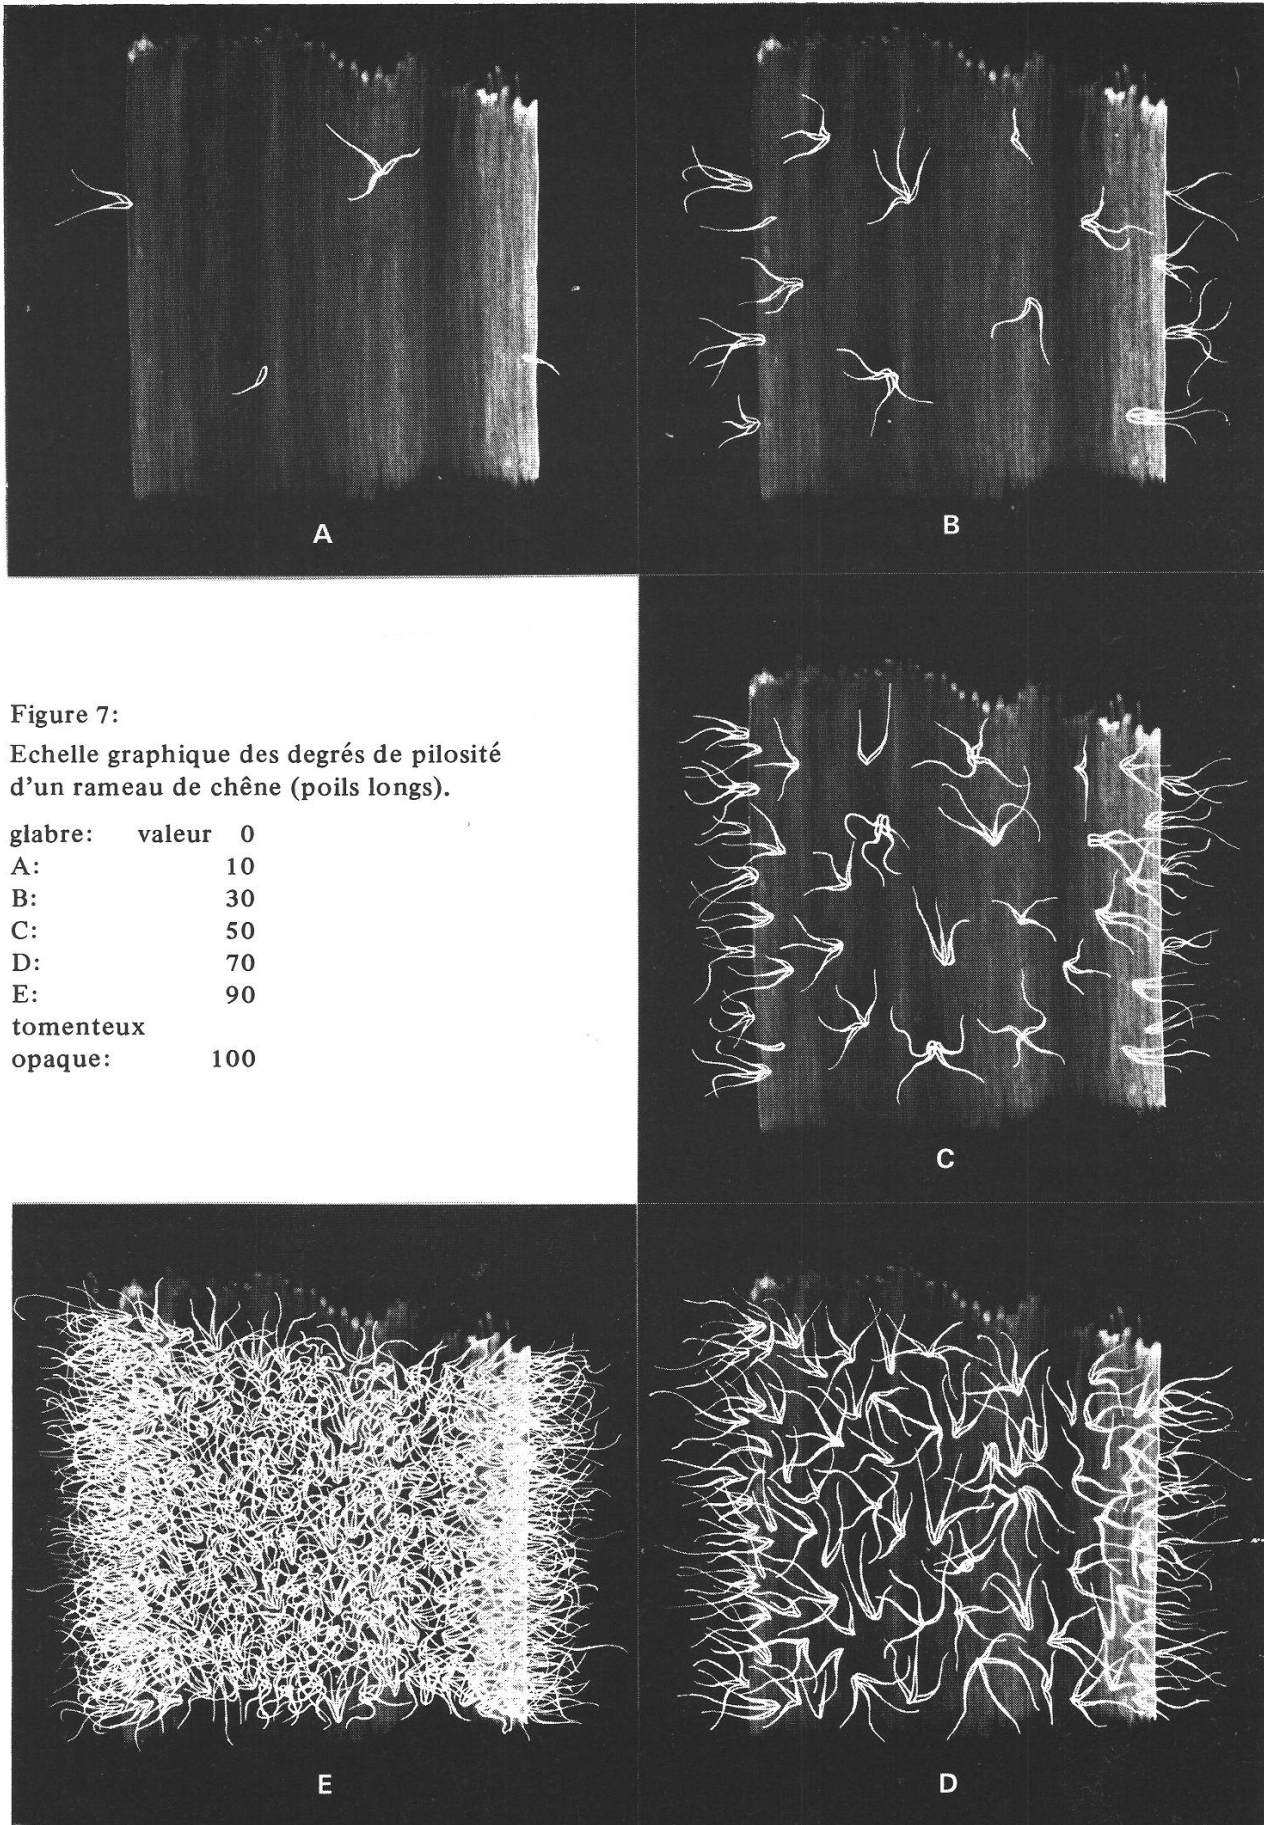 A
B
Figure 7:
Echelle graphique des degrés de pilosité
d'un rameau de chêne (poils longs).
glabre: valeur 0
A: 10
B: 30
C: 50
D: 70
E: 90
tomenteux
opaque: 100
C
E
D